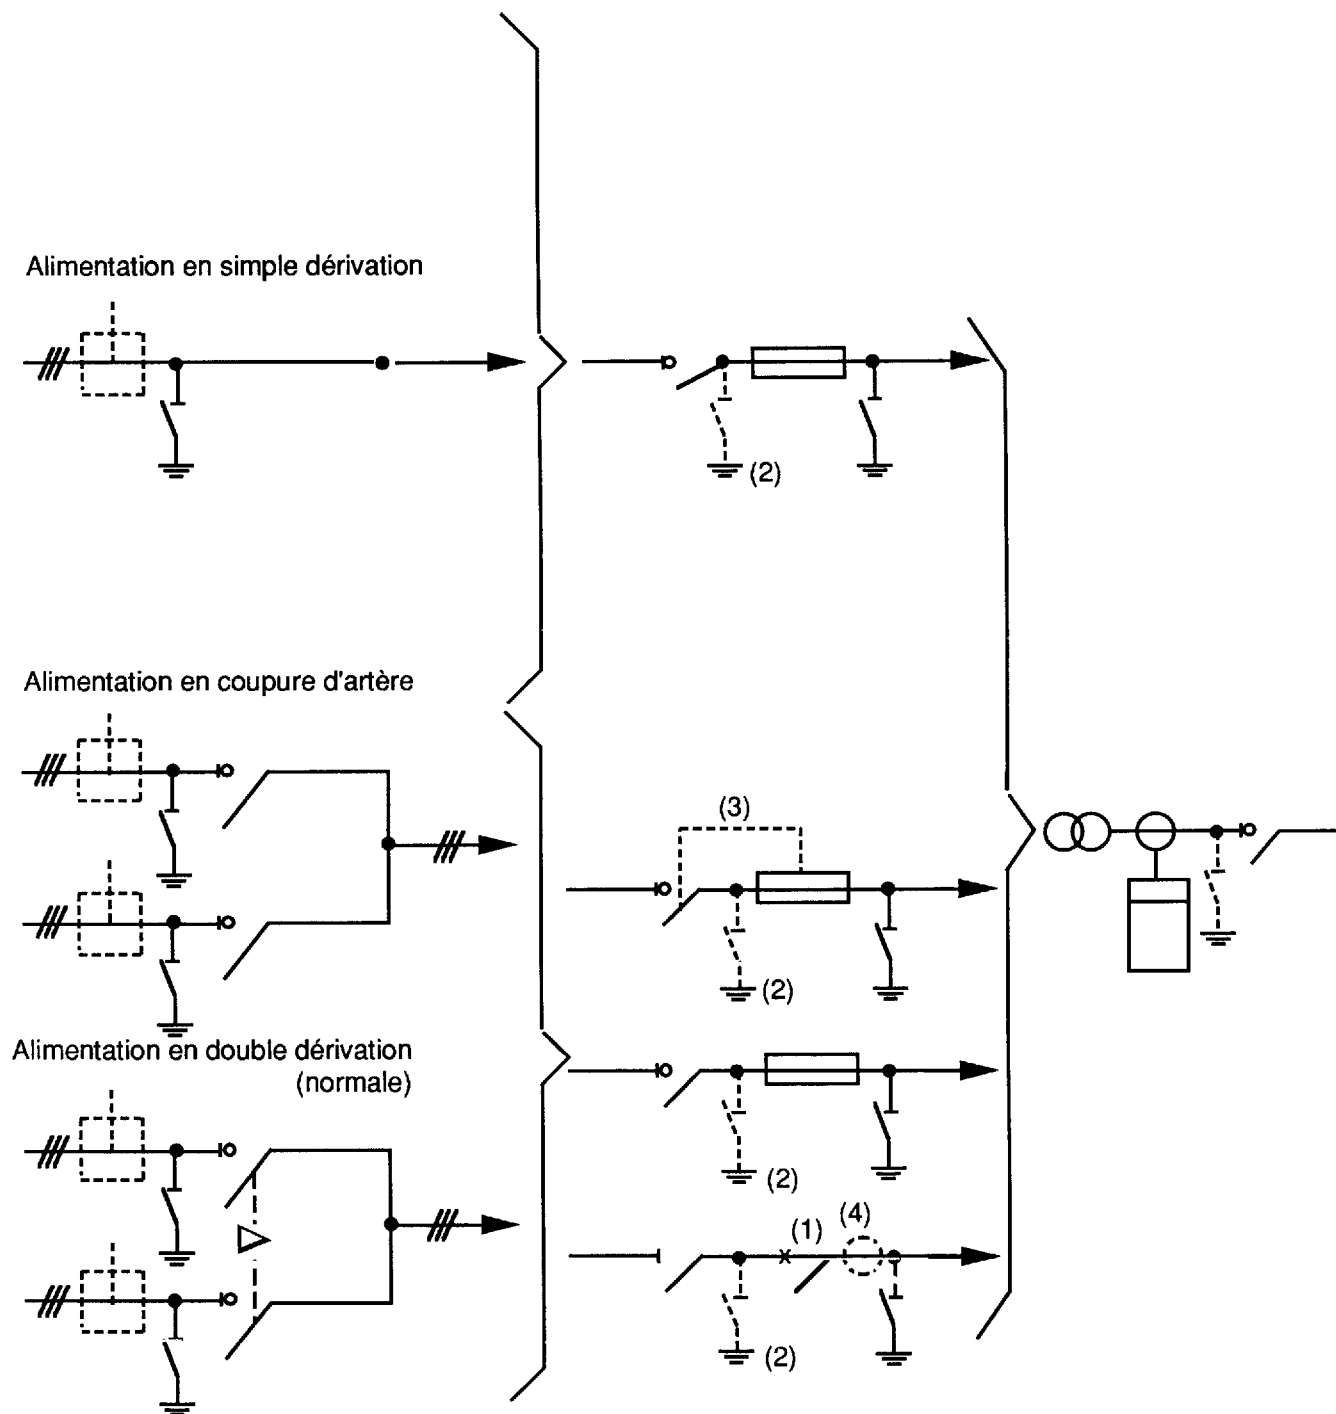 Alimentation en simple dérivation
(2)
Alimentation en coupure d'artère
(3)
(2)
Alimentation en double dérivation
(normale)
(2)
(1)
(4)
(2)